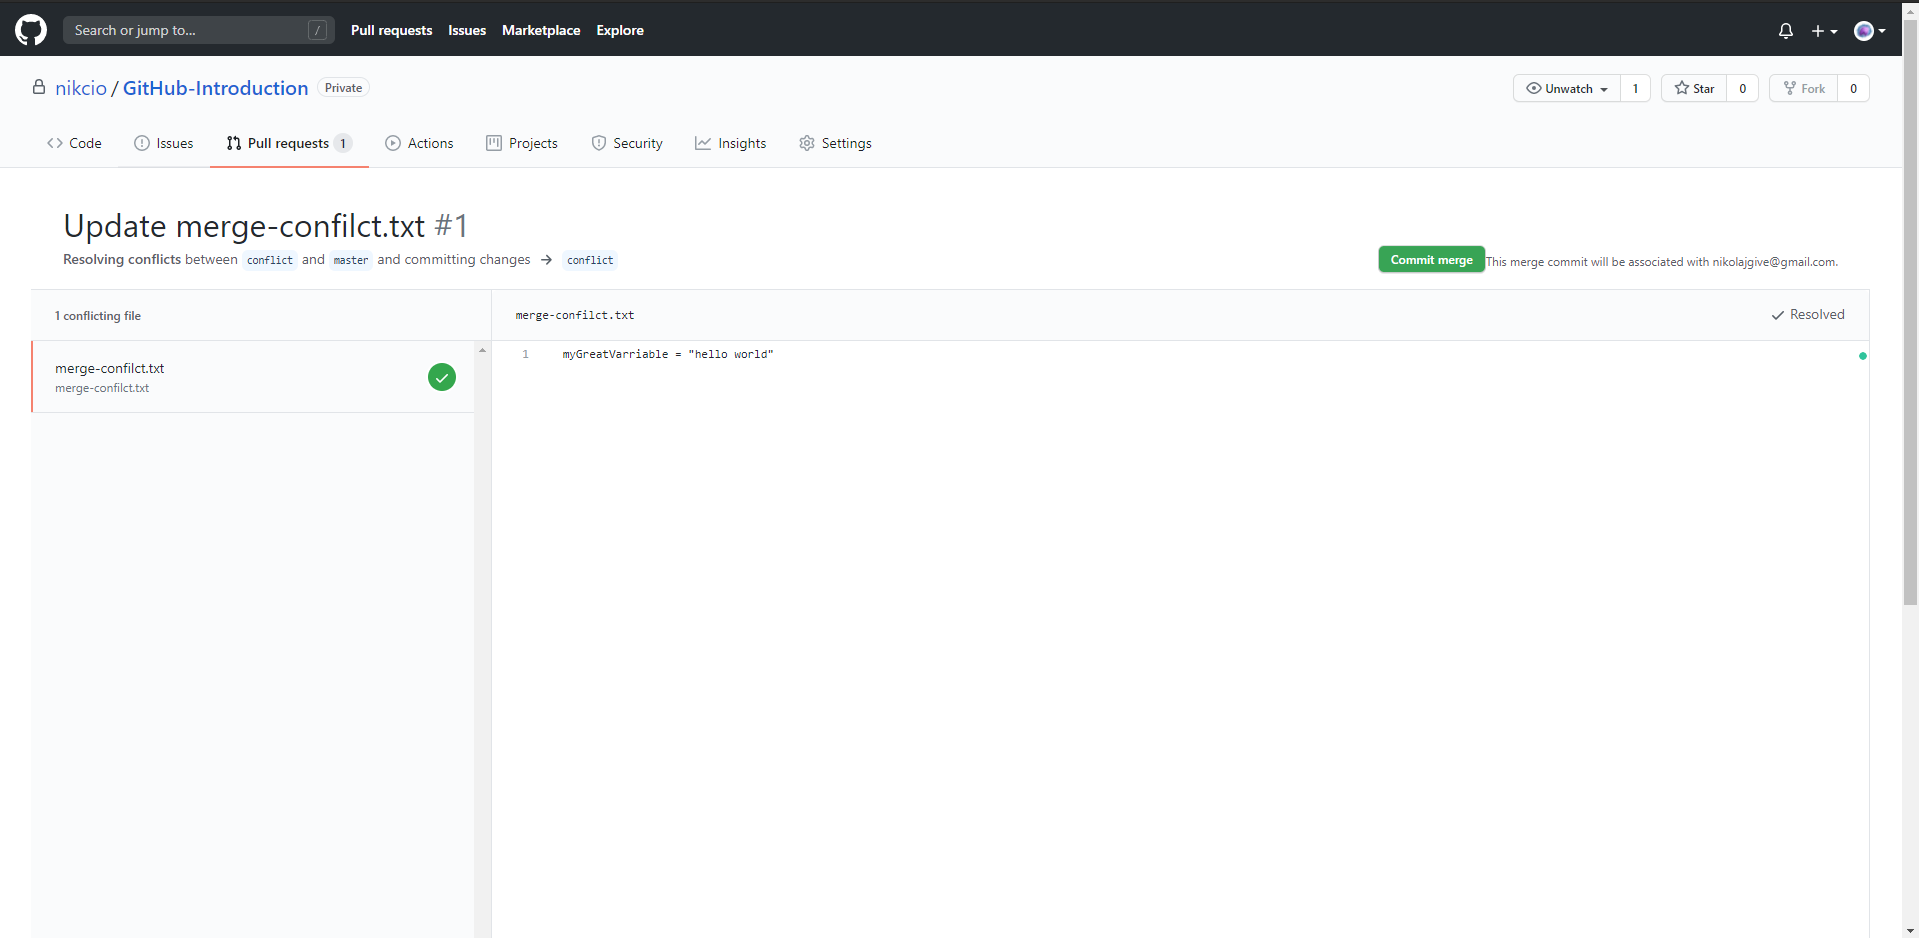 Search or jump to... / Pull requests Issues Marketplace Explore
nikcio / GitHub-Introduction Private Unwatch 1 Star 0 Fork 0
Code Issues Pull requests 1 Actions Projects Security Insights Settings
Update merge-confilct.txt #1
Resolving conflicts between conflict and master and committing changes → conflict Commit merge This merge commit will be associated with nikolajgive@gmail.com.
1 conflicting file merge-confilct.txt Resolved
1 myGreatVarriable = "hello world"
merge-confilct.txt
merge-confilct.txt